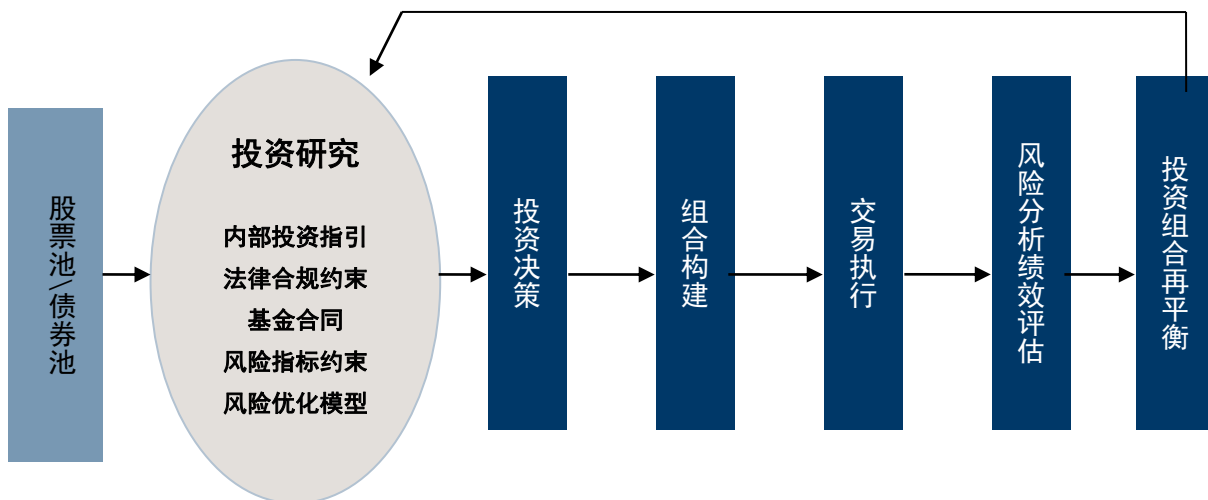 股票池\债券池
投资研究
内部投资指引
法律合规约束
基金合同
风险指标约束
风险优化模型
投资决策
组合构建
交易执行
风险分析绩效评估
投资组合再平衡